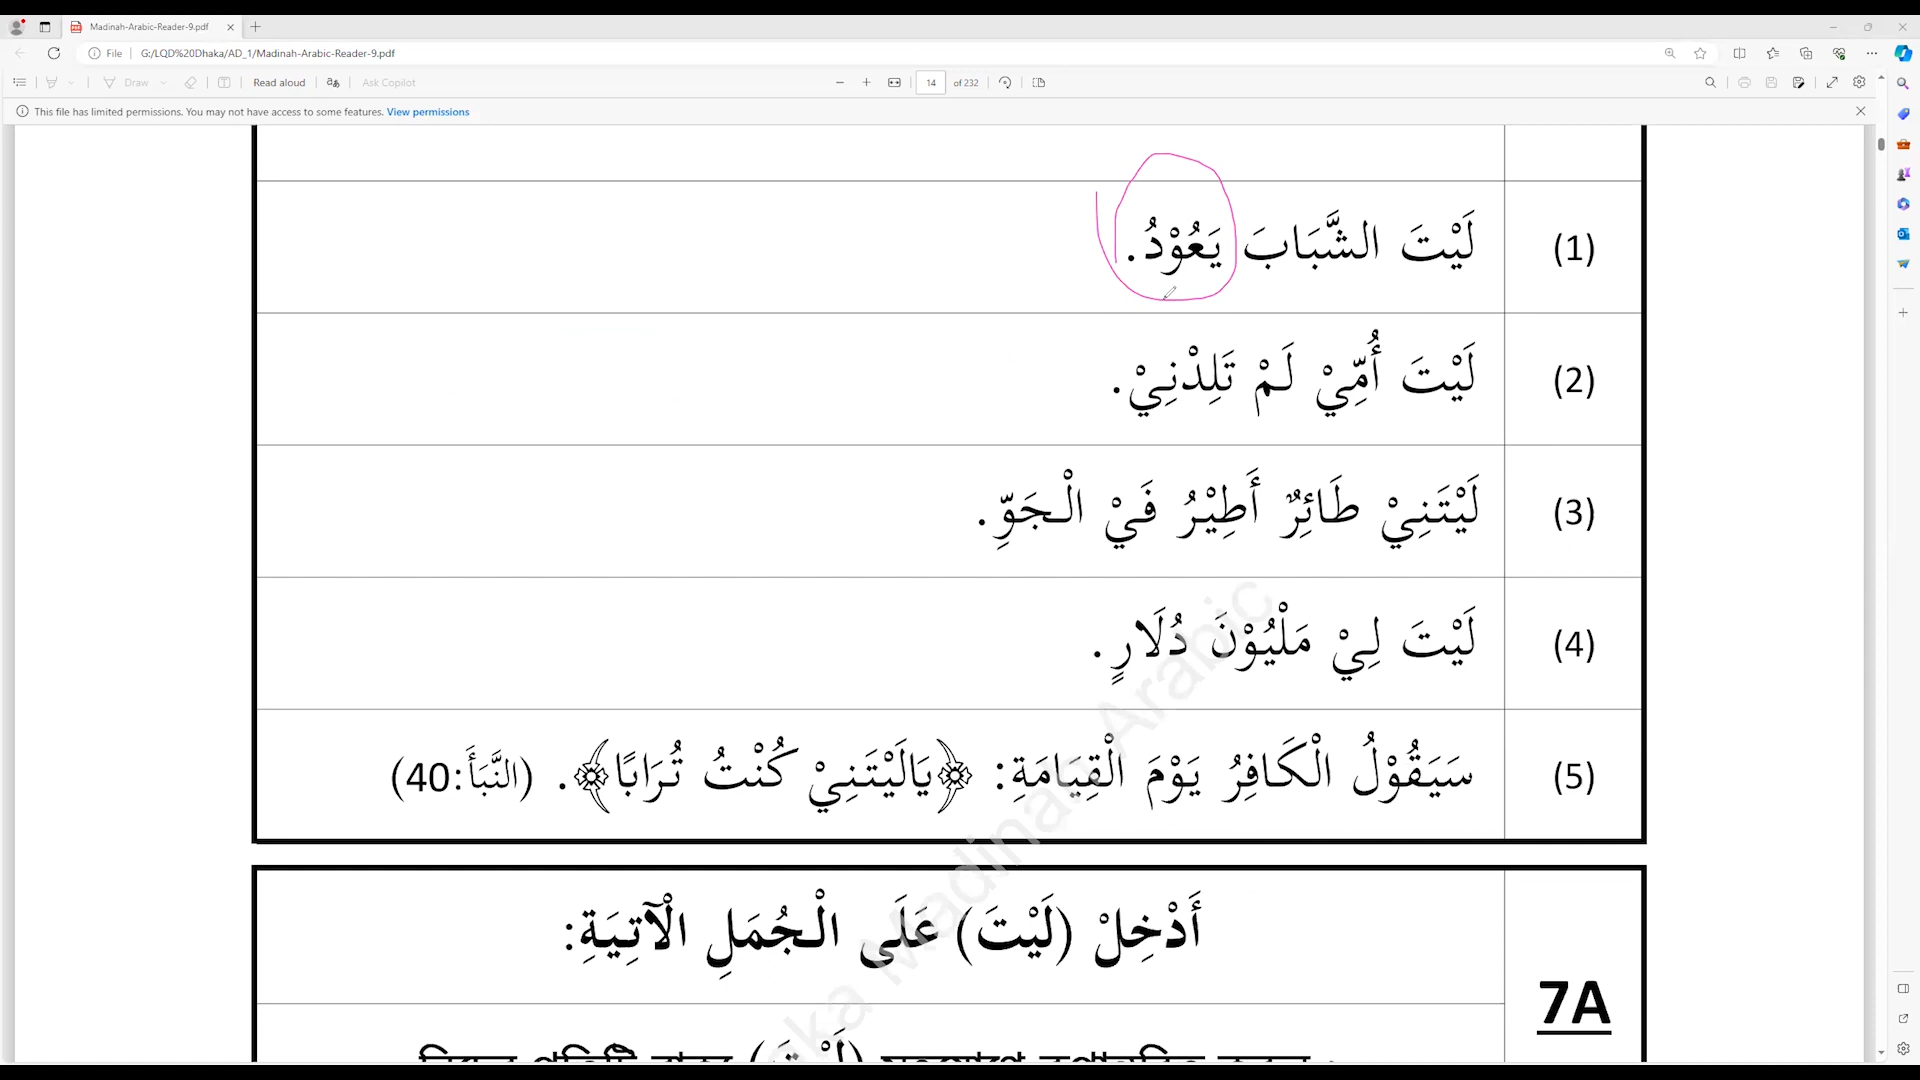 Madinah-Arabic-Reader-9.pdf
File G:/LQD%20Dhaka/AD_1/Madinah-Arabic-Reader-9.pdf
Draw Read aloud Ask Copilot 14 of 232
This file has limited permissions. You may not have access to some features. View permissions
(1) لَيْتَ الشَّبَابَ يَعُوْدُ.
(2) لَيْتَ أُمِّيْ لَمْ تَلِدْنِيْ.
(3) لَيْتَنِيْ طَائِرٌ أَطِيْرُ فَيْ الْجَوِّ.
(4) لَيْتَ لِيْ مَلْيُوْنَ دُلَارٍ.
(5) سَيَقُوْلُ الْكَافِرُ يَوْمَ الْقِيَامَةِ: ﴿يَالَيْتَنِيْ كُنْتُ تُرَابًا﴾. (النَّبَأَ:40)
أَدْخِلْ (لَيْتَ) عَلَى الْجُمَلِ الْآتِيَةِ:
7A
Madinas Arabic